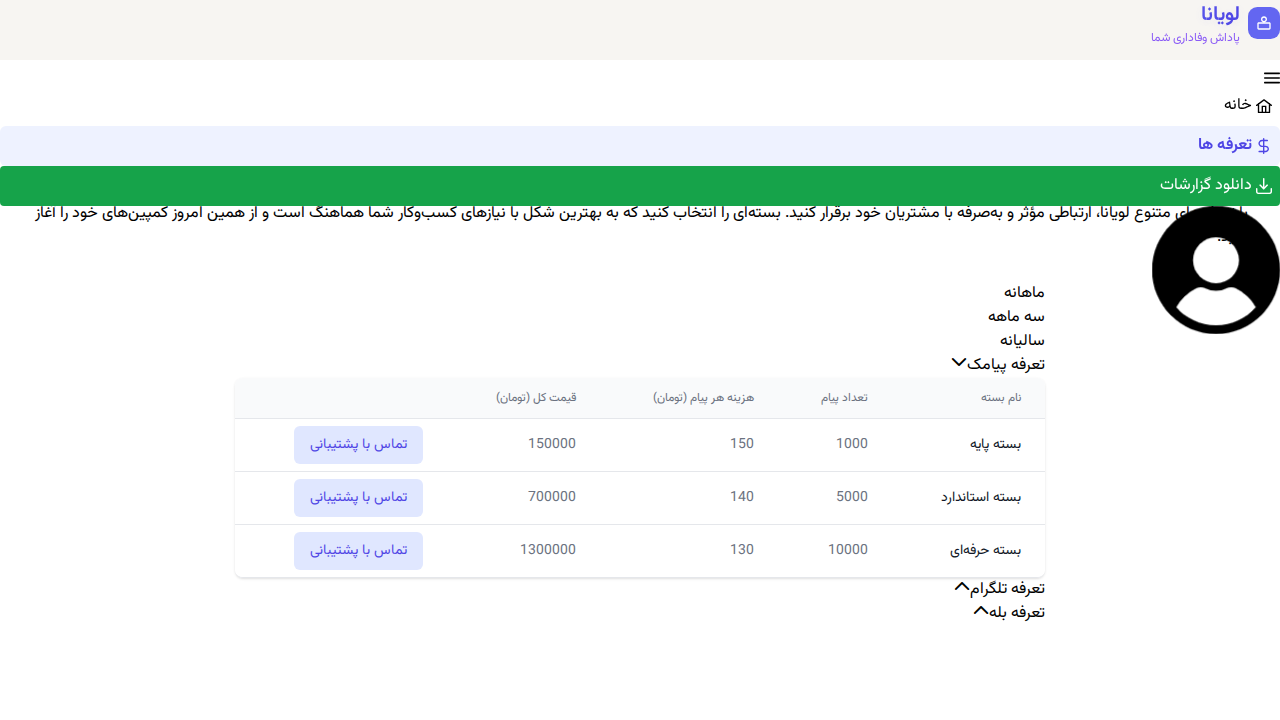 لویانا
پاداش وفاداری شما
خانه
تعرفه ها
دانلود گزارشات
متنوع لویانا، ارتباطی مؤثر و به‌صرفه با مشتریان خود برقرار کنید. بسته‌ای را انتخاب کنید که به بهترین شکل با نیازهای کسب‌وکار شما هماهنگ است و از همین امروز کمپین‌های خود را آغاز
ماهانه
سه ماهه
سالیانه
تعرفه پیامک
نام بسته تعداد پیام هزینه هر پیام (تومان) قیمت کل (تومان)
بسته پایه 1000 150 150000 تماس با پشتیبانی
بسته استاندارد 5000 140 700000 تماس با پشتیبانی
بسته حرفه‌ای 10000 130 1300000 تماس با پشتیبانی
تعرفه تلگرام
تعرفه بله